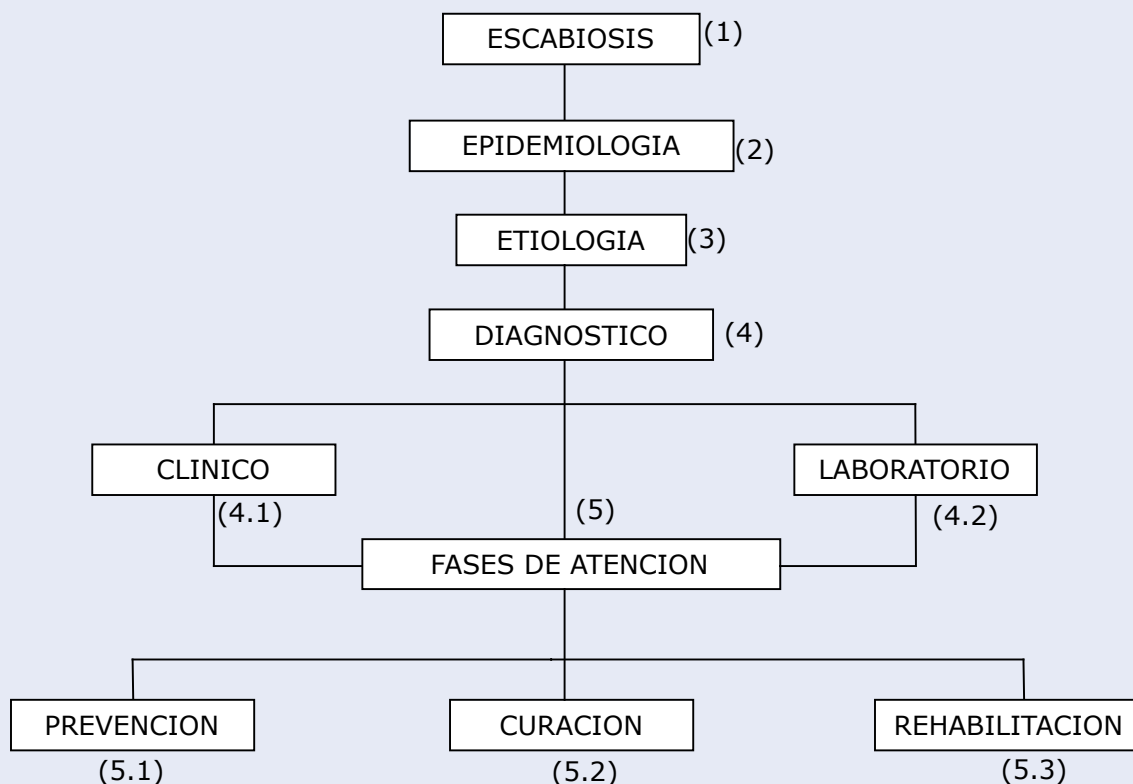 ESCABIOSIS (1)
EPIDEMIOLOGIA (2)
ETIOLOGIA (3)
DIAGNOSTICO (4)
CLINICO
LABORATORIO
(4.1)
(5)
(4.2)
FASES DE ATENCION
PREVENCION
CURACION
REHABILITACION
(5.1)
(5.2)
(5.3)